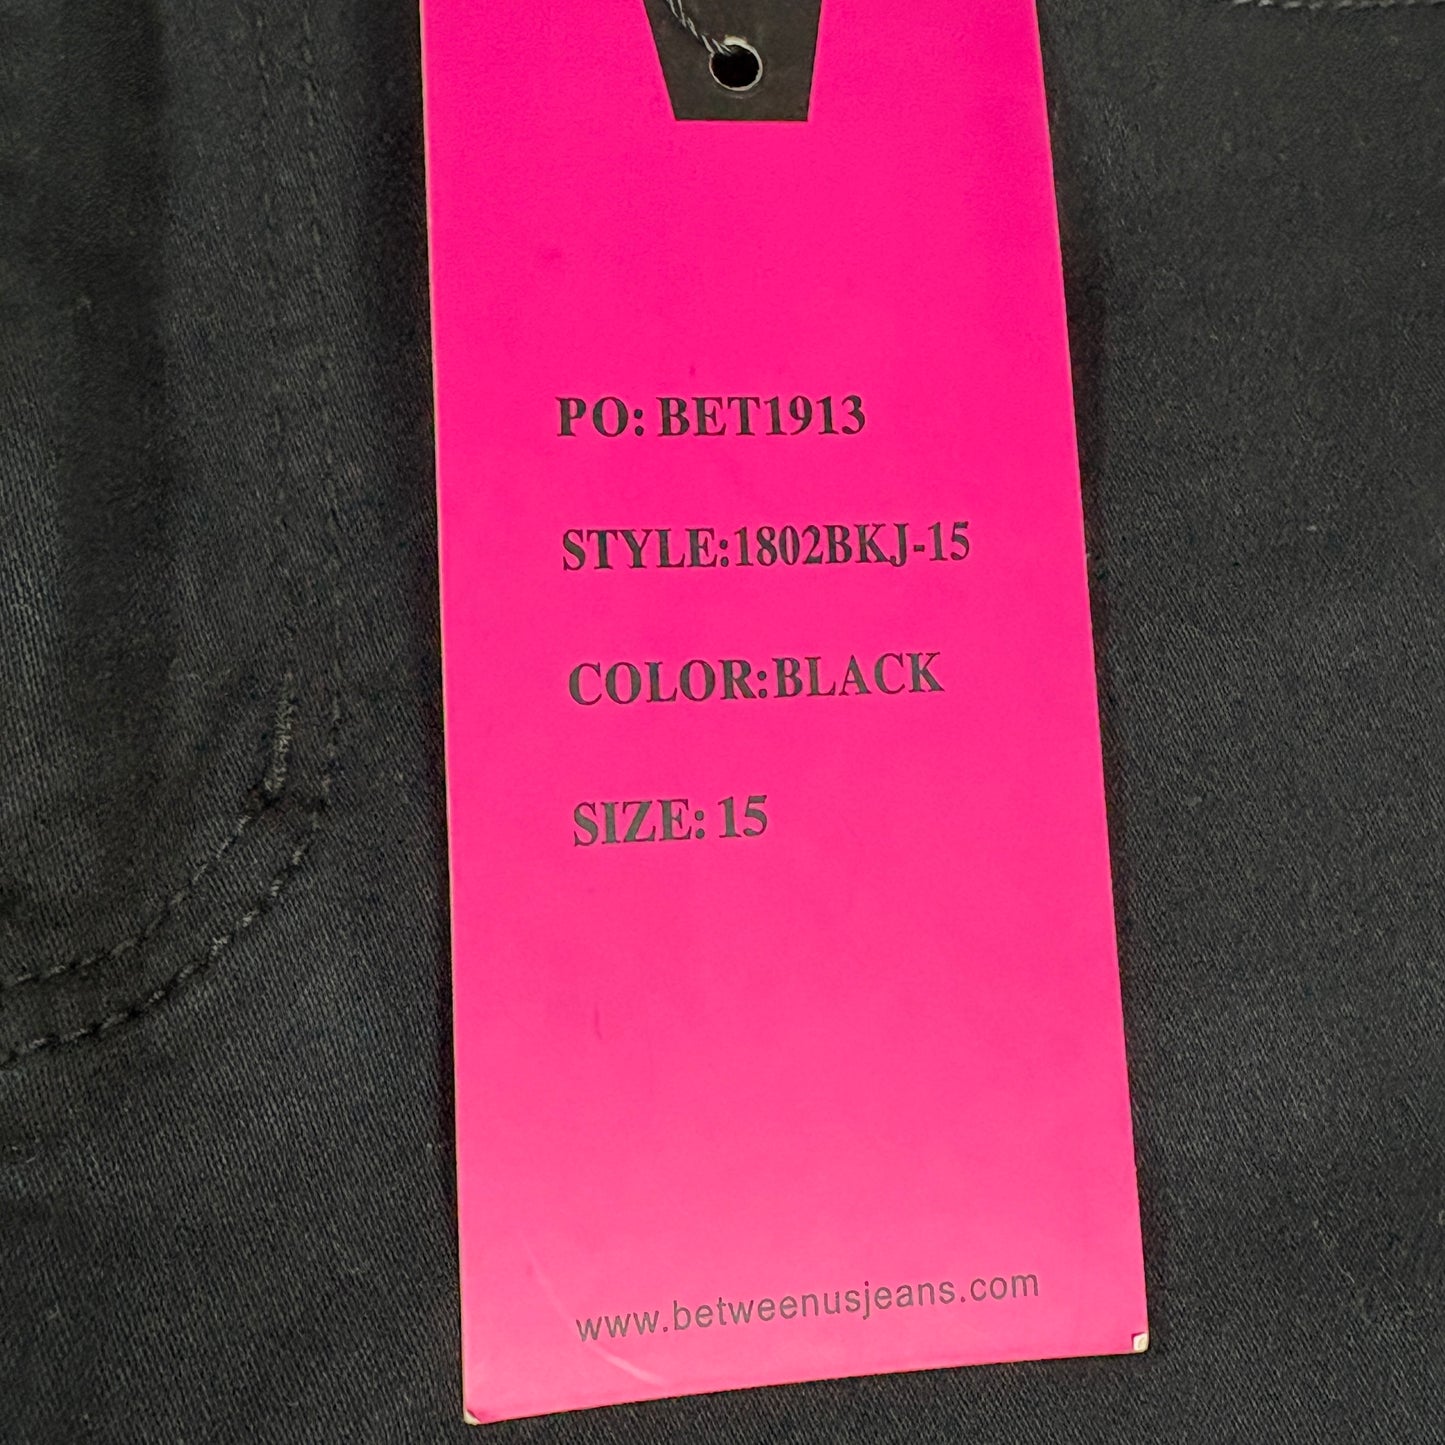 PO: BET1913
STYLE:1802BKJ-15
COLOR:BLACK
SIZE: 15
www.betweenusjeans.com